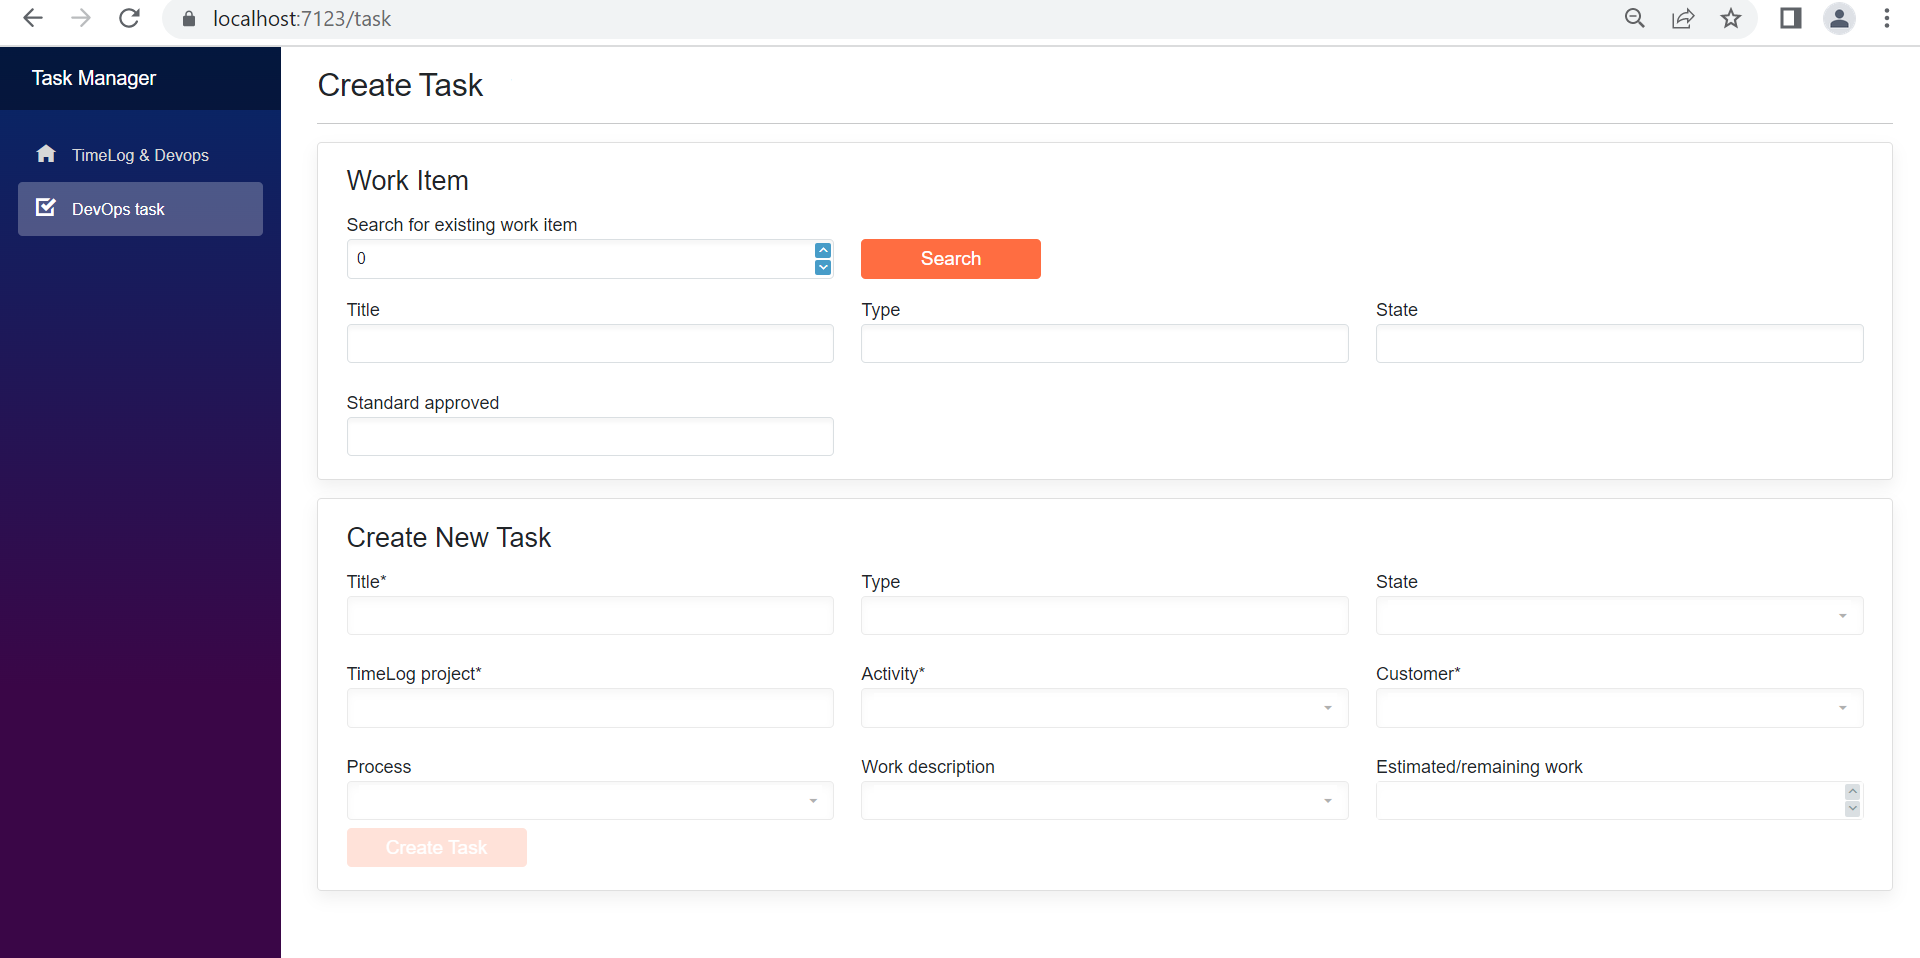 localhost:7123/task
Task Manager
TimeLog & Devops
DevOps task
Create Task
Work Item
Search for existing work item
0
Search
Title Type State
Standard approved
Create New Task
Title* Type State
TimeLog project* Activity* Customer*
Process Work description Estimated/remaining work
Create Task